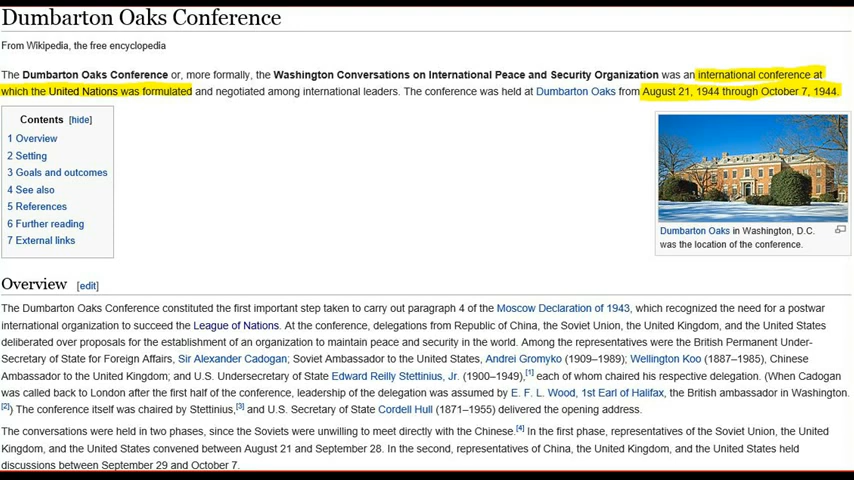 Dumbarton Oaks Conference
From Wikipedia, the free encyclopedia
The Dumbarton Oaks Conference or, more formally, the Washington Conversations on International Peace and Security Organization was an international conference at
which the United Nations was formulated and negotiated among international leaders. The conference was held at Dumbarton Oaks from August 21, 1944 through October 7, 1944.
Contents [hide]
1 Overview
2 Setting
3 Goals and outcomes
4 See also
5 References
6 Further reading
7 External links
Dumbarton Oaks in Washington, D.C.
was the location of the conference.
Overview [edit]
The Dumbarton Oaks Conference constituted the first important step taken to carry out paragraph 4 of the Moscow Declaration of 1943, which recognized the need for a postwar
international organization to succeed the League of Nations. At the conference, delegations from Republic of China, the Soviet Union, the United Kingdom, and the United States
deliberated over proposals for the establishment of an organization to maintain peace and security in the world. Among the representatives were the British Permanent Under-
Secretary of State for Foreign Affairs, Sir Alexander Cadogan; Soviet Ambassador to the United States, Andrei Gromyko (1909–1989); Wellington Koo (1887–1985), Chinese
Ambassador to the United Kingdom; and U.S. Undersecretary of State Edward Reilly Stettinius, Jr. (1900–1949),[1] each of whom chaired his respective delegation. (When Cadogan
was called back to London after the first half of the conference, leadership of the delegation was assumed by E. F. L. Wood, 1st Earl of Halifax, the British ambassador in Washington.
[2]) The conference itself was chaired by Stettinius,[3] and U.S. Secretary of State Cordell Hull (1871–1955) delivered the opening address.
The conversations were held in two phases, since the Soviets were unwilling to meet directly with the Chinese.[4] In the first phase, representatives of the Soviet Union, the United
Kingdom, and the United States convened between August 21 and September 28. In the second, representatives of China, the United Kingdom, and the United States held
discussions between September 29 and October 7.